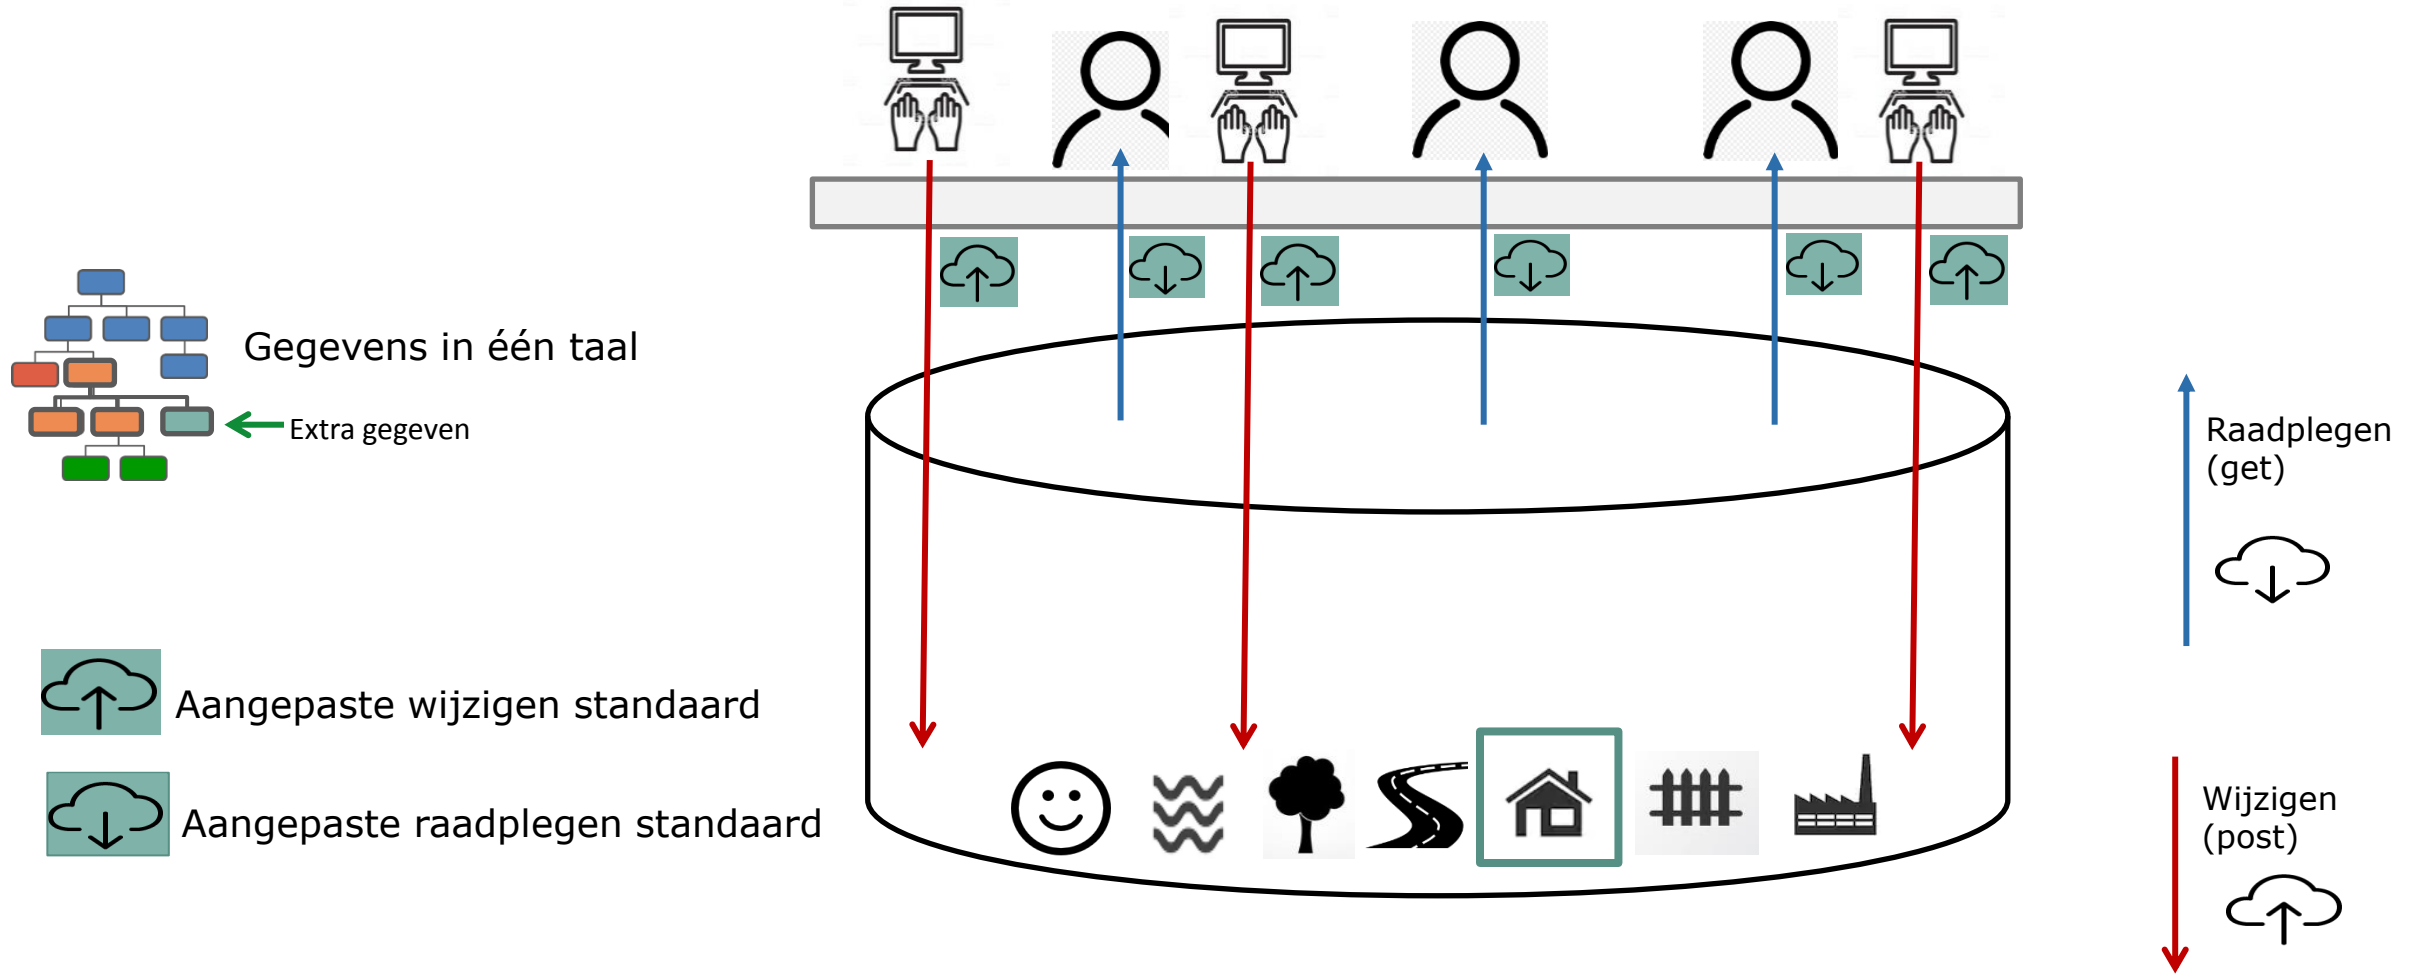 Gegevens in één taal
Extra gegeven
Aangepaste wijzigen standaard
Aangepaste raadplegen standaard
Raadplegen
(get)
Wijzigen
(post)